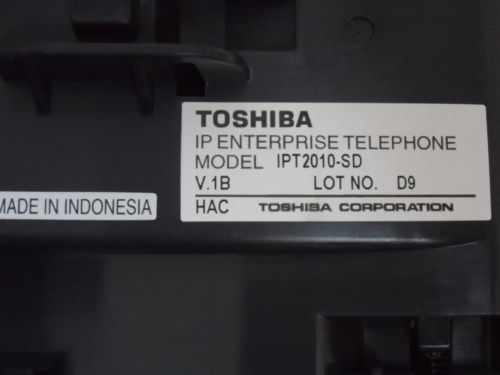 TOSHIBA
IP ENTERPRISE TELEPHONE
MODEL IPT2010-SD
V.1B LOT NO. D9
HAC TOSHIBA CORPORATION
MADE IN INDONESIA